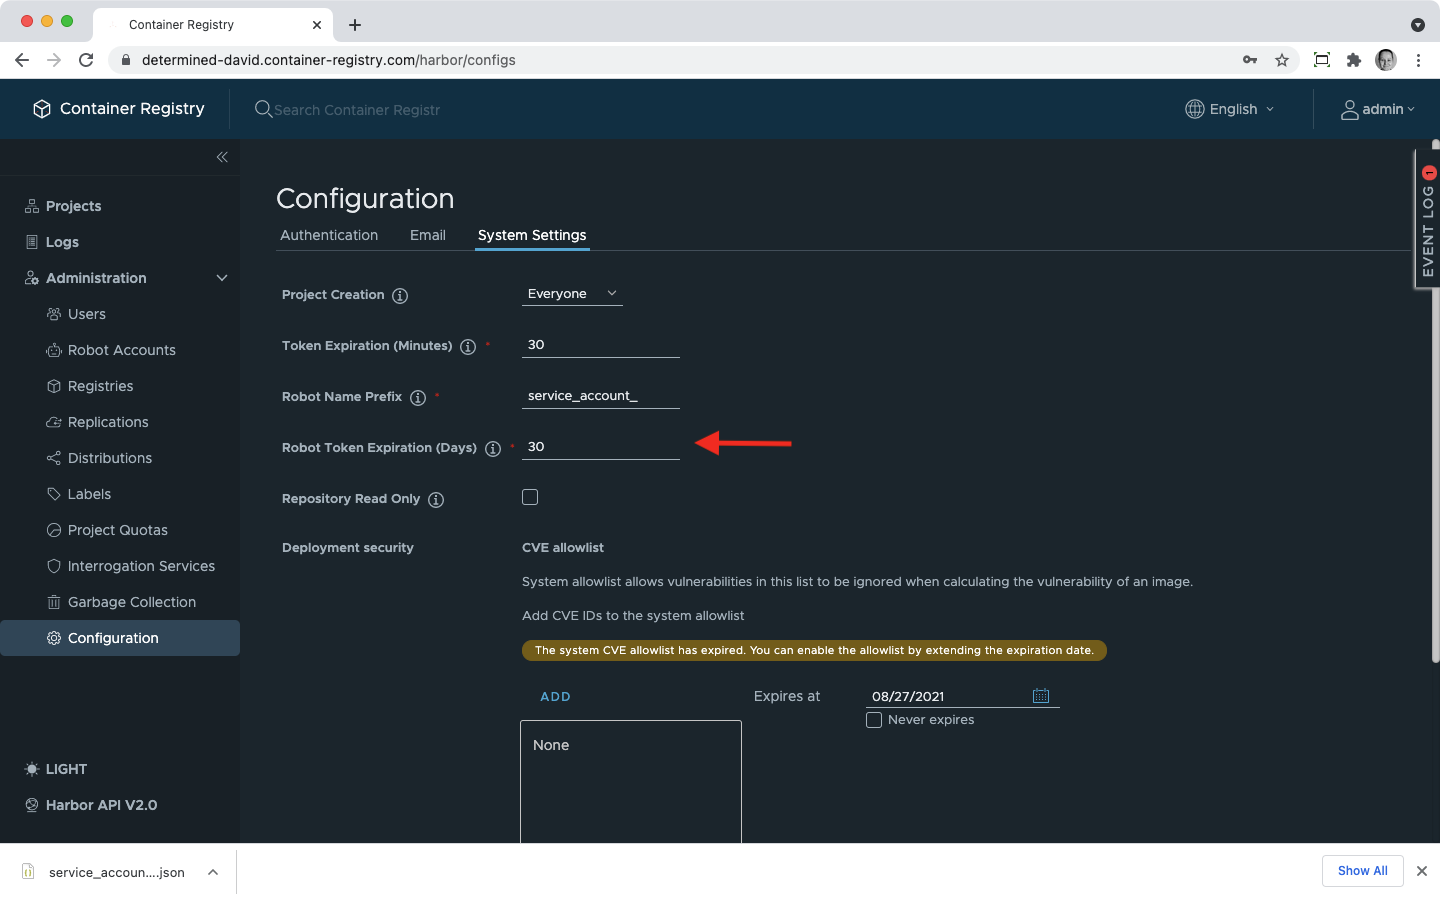 Container Registry
determined-david.container-registry.com/harbor/configs
Container Registry
Search Container Registr
English
admin
EVENT LOG 1
Projects
Logs
Administration
Users
Robot Accounts
Registries
Replications
Distributions
Labels
Project Quotas
Interrogation Services
Garbage Collection
Configuration
LIGHT
Harbor API V2.0
Configuration
Authentication Email System Settings
Project Creation Everyone
Token Expiration (Minutes) * 30
Robot Name Prefix * service_account_
Robot Token Expiration (Days) * 30
Repository Read Only
Deployment security CVE allowlist
System allowlist allows vulnerabilities in this list to be ignored when calculating the vulnerability of an image.
Add CVE IDs to the system allowlist
The system CVE allowlist has expired. You can enable the allowlist by extending the expiration date.
ADD Expires at 08/27/2021
Never expires
None
service_accoun....json
Show All